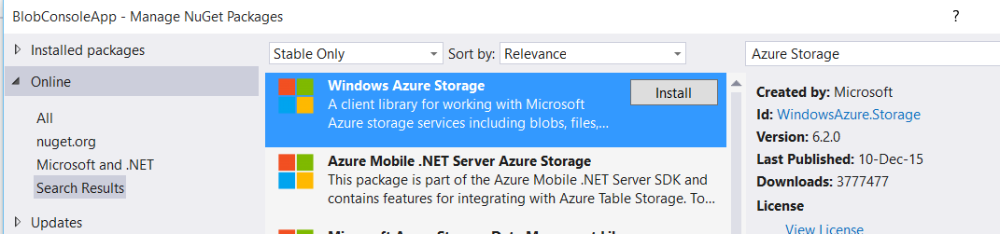 BlobConsoleApp - Manage NuGet Packages
?
Installed packages
Online
All
nuget.org
Microsoft and .NET
Search Results
Updates
Stable Only
Sort by: Relevance
Windows Azure Storage
Install
A client library for working with Microsoft
Azure storage services including blobs, files,...
Azure Mobile .NET Server Azure Storage
This package is part of the Azure Mobile .NET Server SDK and
contains features for integrating with Azure Table Storage. To...
Azure Storage
Created by: Microsoft
Id: WindowsAzure.Storage
Version: 6.2.0
Last Published: 10-Dec-15
Downloads: 3777477
License
View License